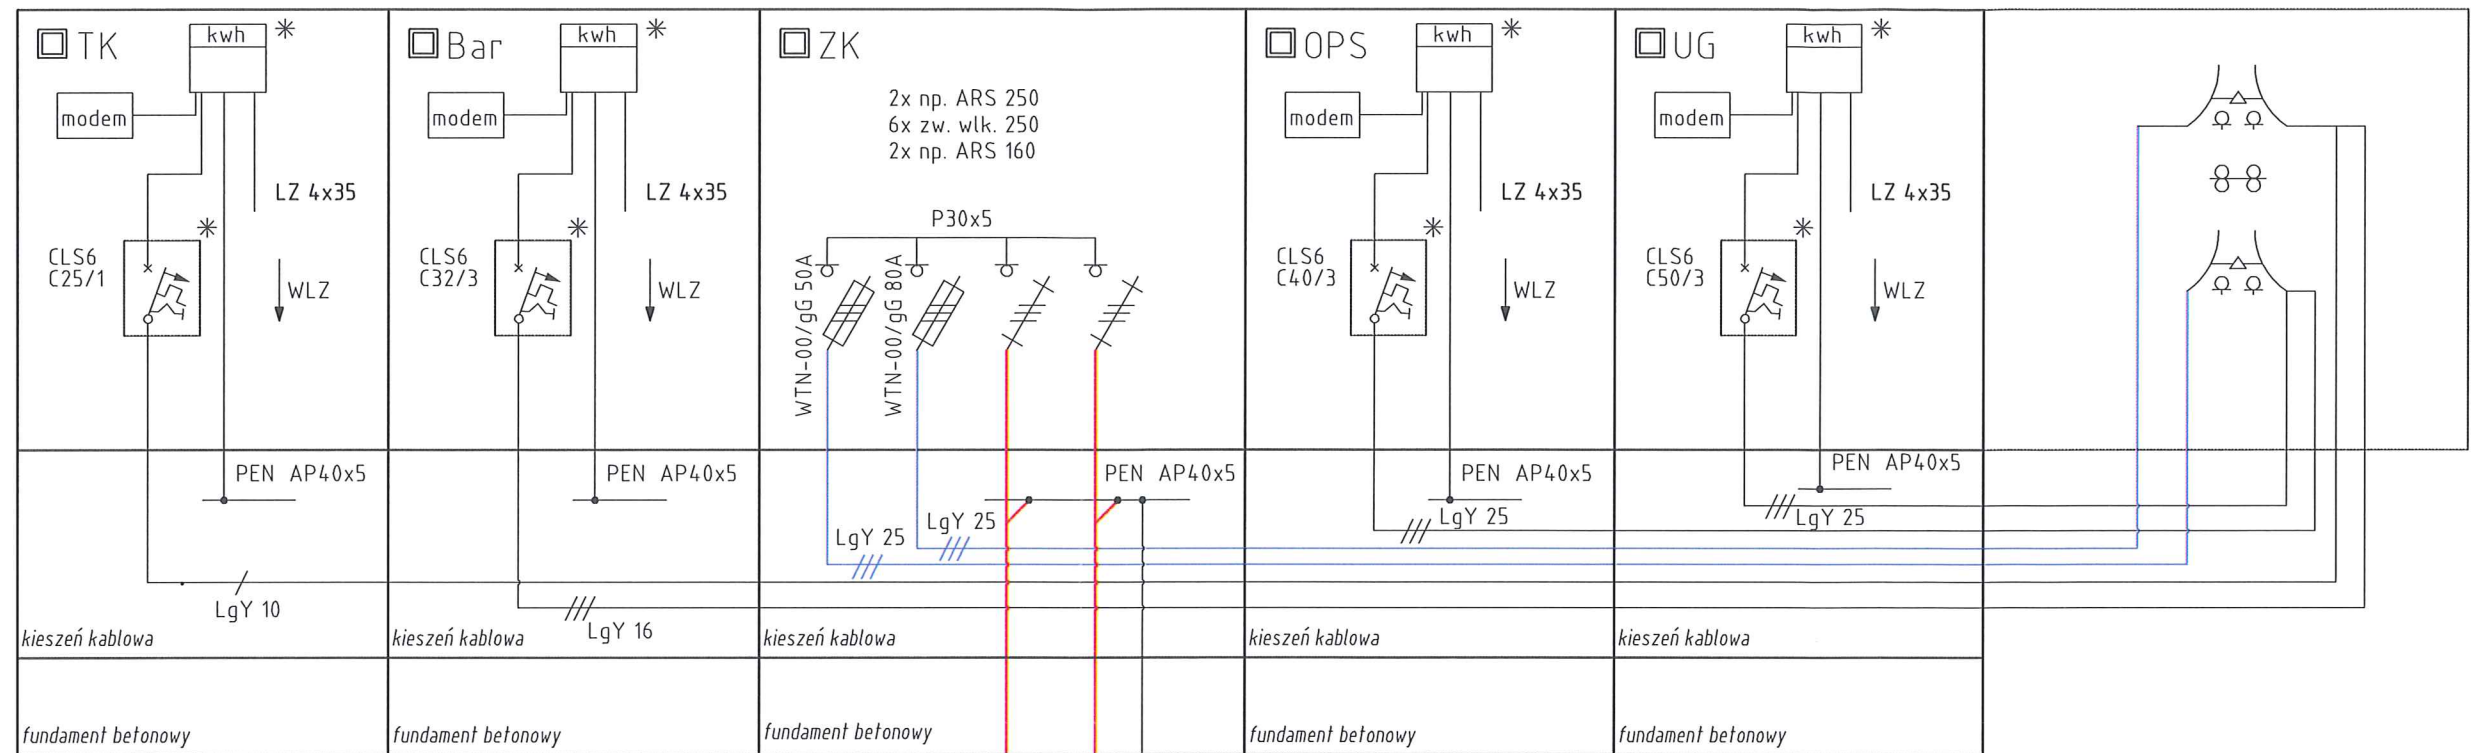 TK
kwh
modem
LZ 4x35
CLS6
C25/1
WLZ
PEN AP40x5
LgY 10
kieszeń kablowa
fundament betonowy
Bar
kwh
modem
LZ 4x35
CLS6
C32/3
WLZ
PEN AP40x5
LgY 16
kieszeń kablowa
fundament betonowy
ZK
2x np. ARS 250
6x zw. wlk. 250
2x np. ARS 160
P30x5
WTN-00/gG 50A
WTN-00/gG 80A
PEN AP40x5
LgY 25
LgY 25
kieszeń kablowa
fundament betonowy
OPS
kwh
modem
LZ 4x35
CLS6
C40/3
WLZ
PEN AP40x5
LgY 25
kieszeń kablowa
fundament betonowy
UG
kwh
modem
LZ 4x35
CLS6
C50/3
WLZ
PEN AP40x5
LgY 25
kieszeń kablowa
fundament betonowy